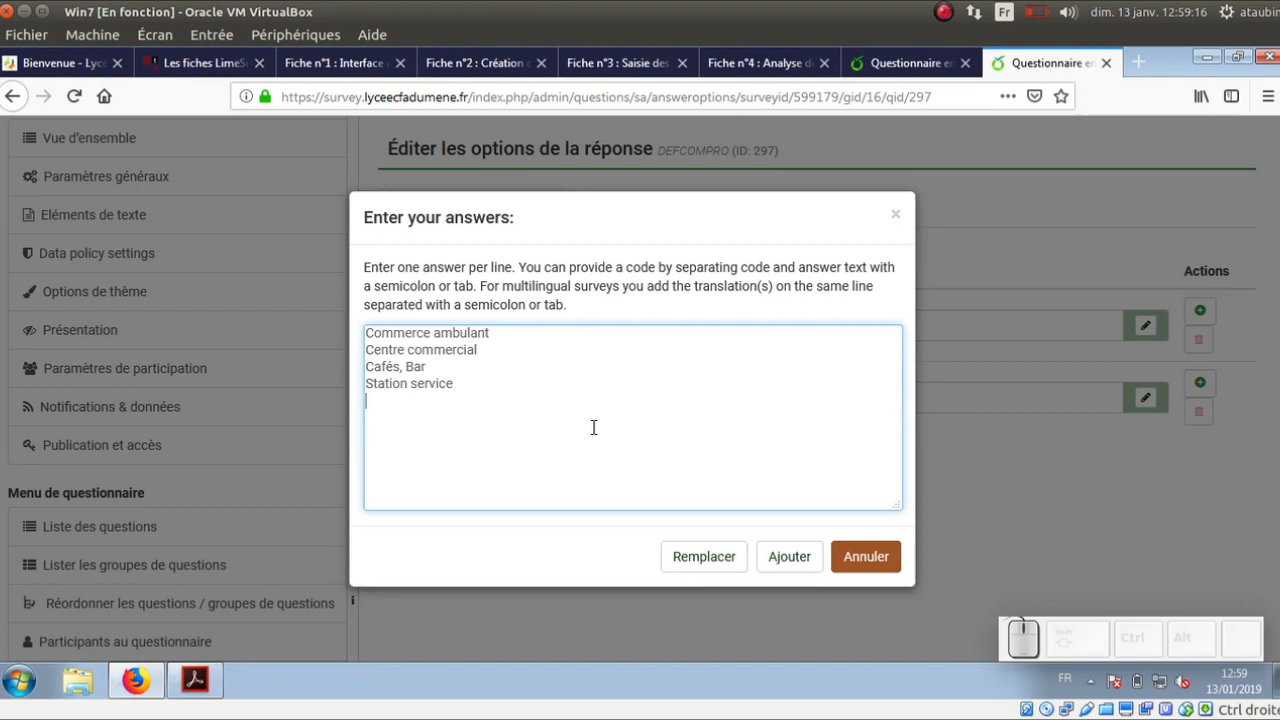 Win7 [En fonction] - Oracle VM VirtualBox
Fr
dim. 13 janv. 12:59:16
ataubin
Fichier Machine Écran Entrée Périphériques Aide
Bienvenue - Lyce
Les fiches LimeS
Fiche n°1 : Interface
Fiche n°2 : Création
Fiche n°3 : Saisie des
Fiche n°4 : Analyse d
Questionnaire en
Questionnaire en
https://survey.lyceecfadumene.fr/index.php/admin/questions/sa/answeroptions/surveyid/599179/gid/16/qid/297
Vue d'ensemble
Paramètres généraux
Eléments de texte
Data policy settings
Options de thème
Présentation
Paramètres de participation
Notifications & données
Publication et accès
Menu de questionnaire
Liste des questions
Lister les groupes de questions
Réordonner les questions / groupes de questions
Participants au questionnaire
Éditer les options de la réponse DEFCOMPRO (ID: 297)
Actions
Enter your answers:
×
Enter one answer per line. You can provide a code by separating code and answer text with
a semicolon or tab. For multilingual surveys you add the translation(s) on the same line
separated with a semicolon or tab.
Commerce ambulant
Centre commercial
Cafés, Bar
Station service
Remplacer Ajouter Annuler
Shift
Ctrl
Alt
FR
12:59
13/01/2019
Ctrl droite